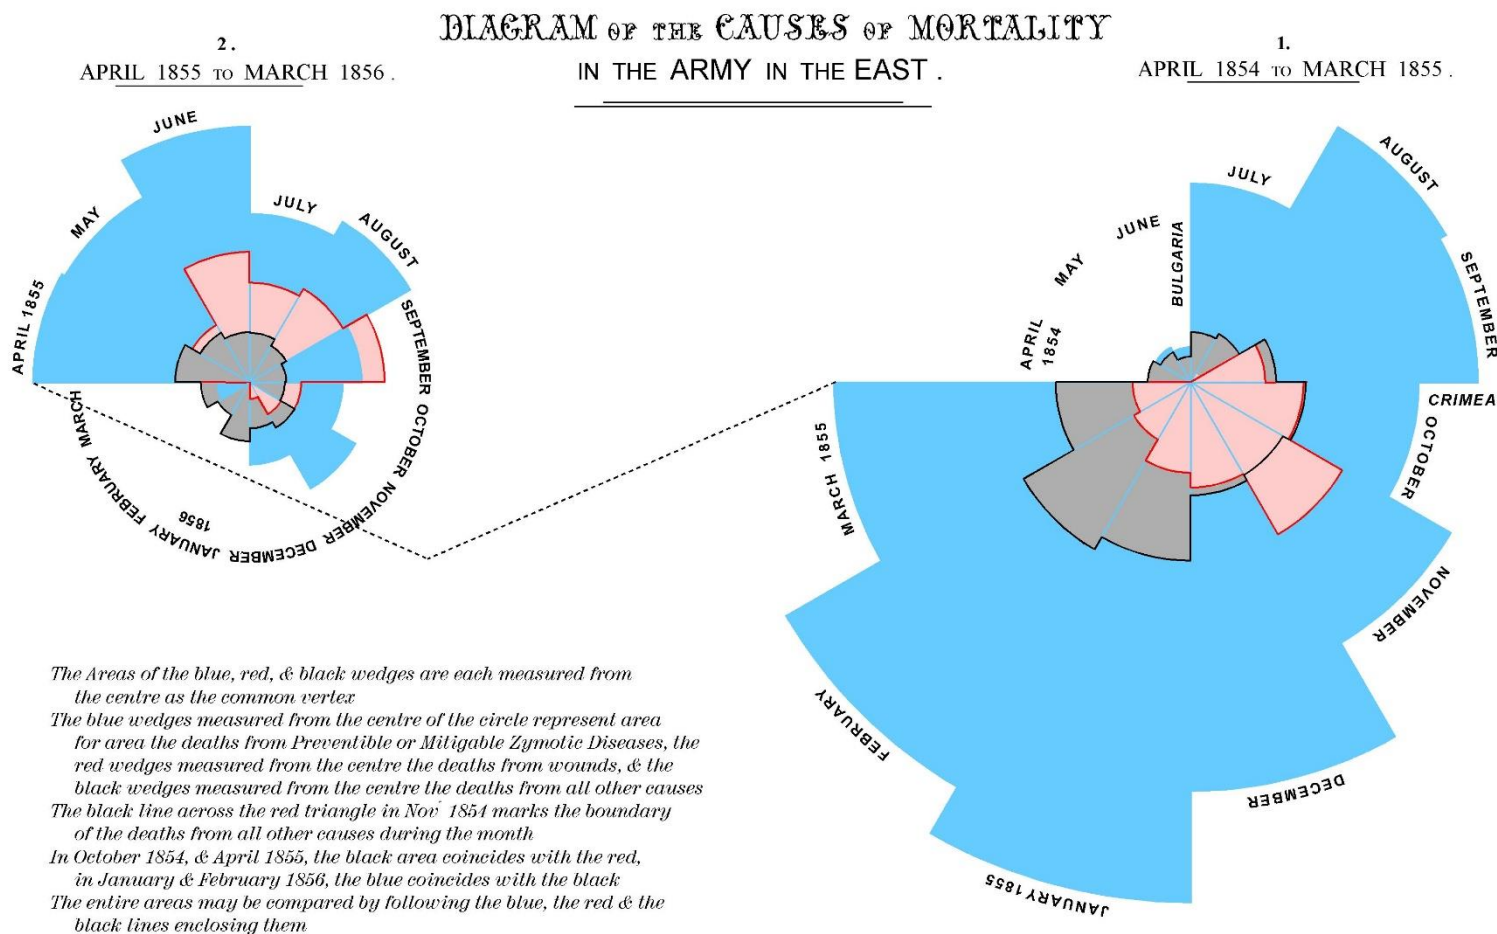 DIAGRAM OF THE CAUSES OF MORTALITY
IN THE ARMY IN THE EAST .
2 .
APRIL 1855 TO MARCH 1856 .
1.
APRIL 1854 TO MARCH 1855 .
JUNE
MAY
APRIL 1855
JULY
AUGUST
SEPTEMBER
OCTOBER
NOVEMBER
DECEMBER
JANUARY
1856
FEBRUARY
MARCH
APRIL
1854
MAY
JUNE
BULGARIA
JULY
AUGUST
SEPTEMBER
CRIMEA
OCTOBER
NOVEMBER
DECEMBER
JANUARY 1855
FEBRUARY
MARCH 1855
The Areas of the blue, red, & black wedges are each measured from
the centre as the common vertex
The blue wedges measured from the centre of the circle represent area
for area the deaths from Preventible or Mitigable Zymotic Diseases, the
red wedges measured from the centre the deaths from wounds, & the
black wedges measured from the centre the deaths from all other causes
The black line across the red triangle in Nov' 1854 marks the boundary
of the deaths from all other causes during the month
In October 1854, & April 1855, the black area coincides with the red,
in January & February 1856, the blue coincides with the black
The entire areas may be compared by following the blue, the red & the
black lines enclosing them